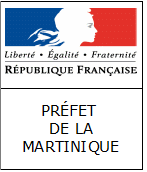 Liberté • Égalité • Fraternité
RÉPUBLIQUE FRANÇAISE
PRÉFET
DE LA
MARTINIQUE